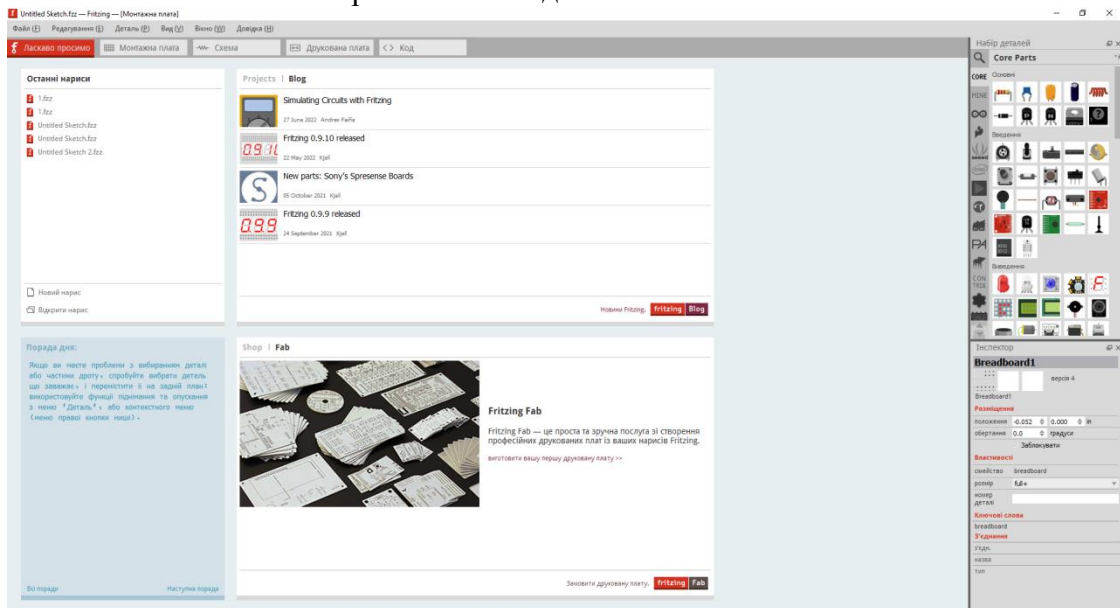 Untitled Sketch.fzz — Fritzing — [Монтажна плата]
Файл (F) Редагування (E) Деталь (P) Вид (V) Вікно (W) Довідка (H)
Ласкаво просимо Монтажна плата Схема Друкована плата <> Код
Останні нариси
1.fzz
1.fzz
Untitled Sketch.fzz
Untitled Sketch.fzz
Untitled Sketch 2.fzz
Новий нарис
Відкрити нарис
Projects | Blog
Simulating Circuits with Fritzing
27 June 2022 Andree Faiña
Fritzing 0.9.10 released
22 May 2022 Kjell
New parts: Sony's Spresense Boards
05 October 2021 Kjell
Fritzing 0.9.9 released
24 September 2021 Kjell
Новини Fritzing. fritzing Blog
Порада дня:
Якщо ви маєте проблеми з вибиранням деталі
або частини дроту, спробуйте вибрати деталь
що заважає, і перемістити її на задній план:
використовуйте функції піднімання та опускання
з меню "Деталь", або контекстного меню
(меню правої кнопки миші).
Всі поради Наступна порада
Shop | Fab
Fritzing Fab
Fritzing Fab — це проста та зручна послуга зі створення
професійних друкованих плат із ваших нарисів Fritzing.
виготовити вашу першу друковану плату >>
Замовити друковану плату. fritzing Fab
Набір деталей
Core Parts
CORE
MINE
PA
CON
TRIB
Основні
Введення
Виведення
Інспектор
Breadboard1
версія 4
Breadboard1
Розміщення
положення -0.052 0.000 in
обертання 0.0 градуси
Заблокувати
Властивості
сімейство breadboard
розмір full+
номер
деталі
Ключові слова
breadboard
З'єднання
з'єдн.
назва
тип